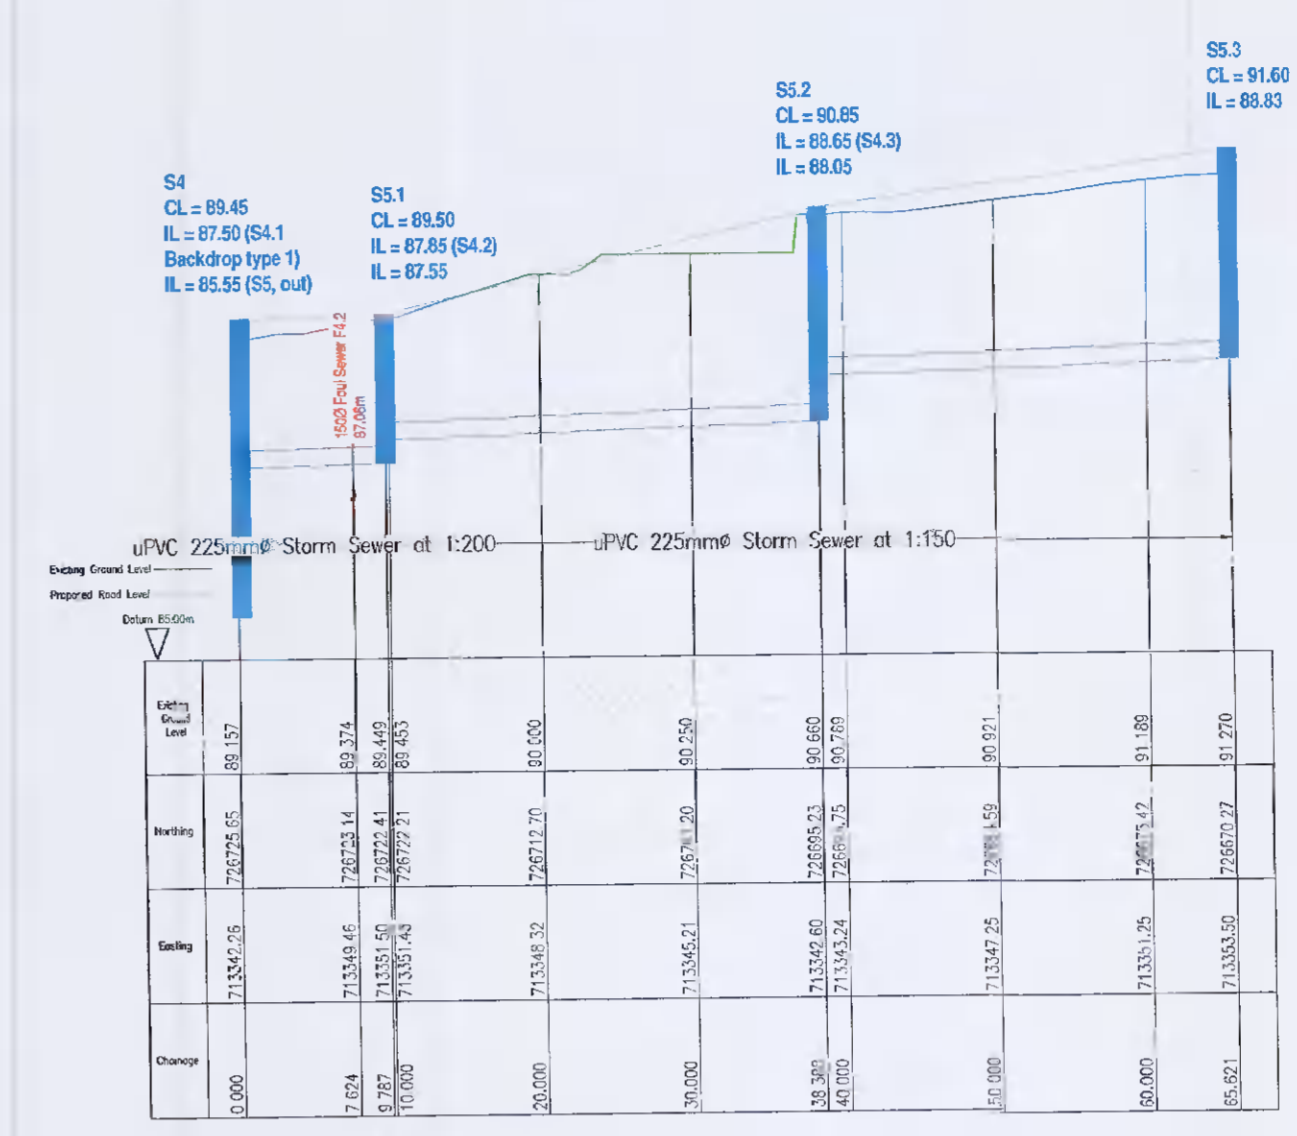 S5.3
CL = 91.60
IL = 88.83
S5.2
CL = 90.85
IL = 88.65 (S4.3)
IL = 88.05
S4
CL = 89.45
IL = 87.50 (S4.1
Backdrop type 1)
IL = 85.55 (S5, out)
S5.1
CL = 89.50
IL = 87.85 (S4.2)
IL = 87.55
150Ø Foul Sewer F4.2
87.06m
uPVC 225mmØ Storm Sewer at 1:200
uPVC 225mmØ Storm Sewer at 1:150
Existing Ground Level
Proposed Road Level
Datum 85.00m
Existing
Ground
Level
89.157
89.374
89.449
89.453
90.000
90.250
90.660
90.789
90.921
91.189
91.270
Northing
726725.65
726723.14
726722.41
726722.21
726712.70
726695.23
726670.27
Easting
713342.26
713349.46
713351.50
713351.43
713348.32
713345.21
713342.60
713343.24
713347.25
713351.25
713353.50
Chainage
0.000
7.624
9.787
10.000
20.000
30.000
40.000
50.000
60.000
65.621